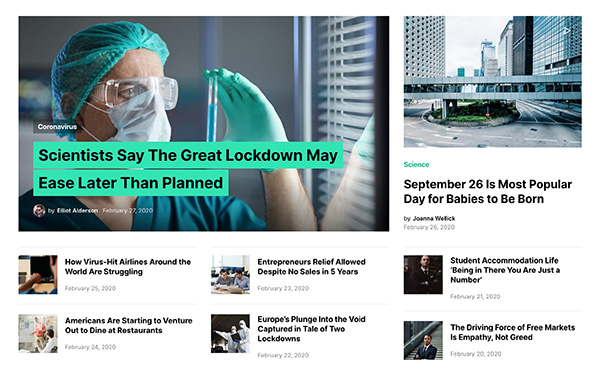 Coronavirus
Scientists Say The Great Lockdown May
Ease Later Than Planned
by Elliot Alderson February 27, 2020
Science
September 26 Is Most Popular
Day for Babies to Be Born
by Joanna Wellick
February 26, 2020
How Virus-Hit Airlines Around the
World Are Struggling
February 25, 2020
Entrepreneurs Relief Allowed
Despite No Sales in 5 Years
February 23, 2020
Student Accommodation Life
‘Being in There You Are Just a
Number’
February 21, 2020
Americans Are Starting to Venture
Out to Dine at Restaurants
February 24, 2020
Europe’s Plunge Into the Void
Captured in Tale of Two
Lockdowns
February 22, 2020
The Driving Force of Free Markets
Is Empathy, Not Greed
February 20, 2020